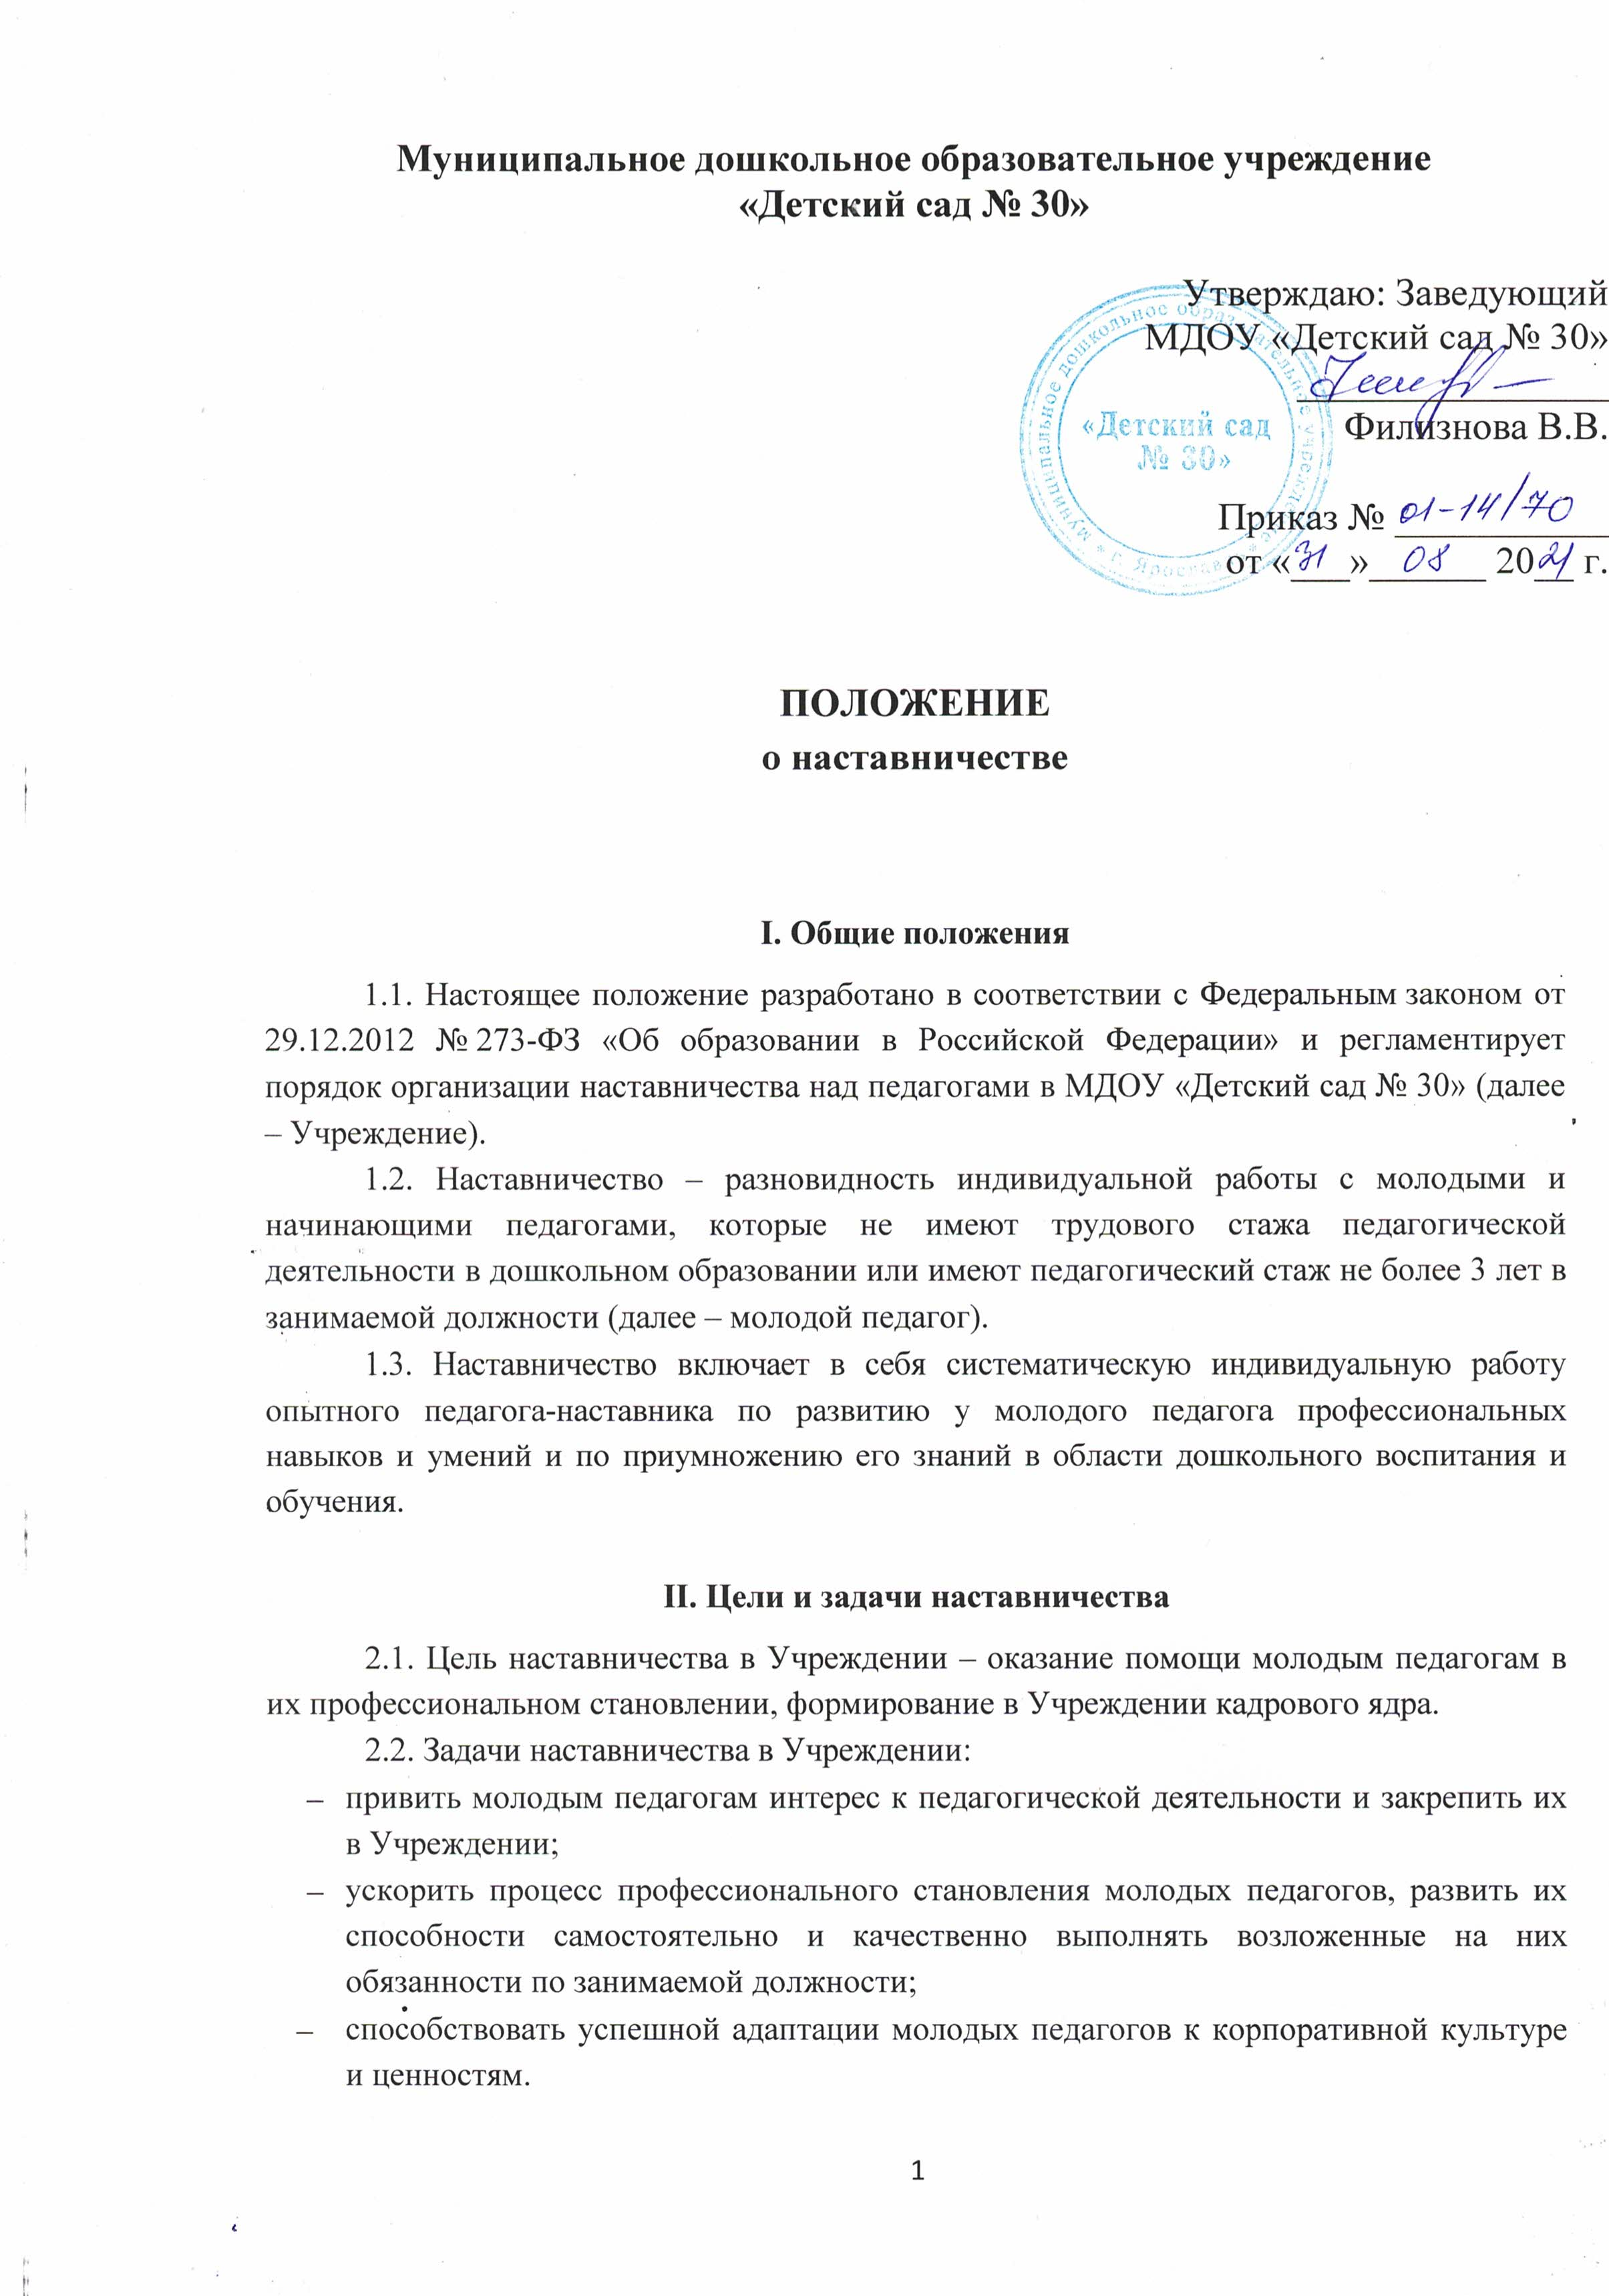 Муниципальное дошкольное образовательное учреждение
«Детский сад № 30»
Утверждаю: Заведующий
МДОУ «Детский сад № 30»
Филизнова В.В.
Приказ № 01-14/70
от «31» 08 2021 г.
Муниципальное дошкольное образовательное учреждение * г. Ярославль *
«Детский сад
№ 30»
ПОЛОЖЕНИЕ
о наставничестве
I. Общие положения
1.1. Настоящее положение разработано в соответствии с Федеральным законом от
29.12.2012 № 273-ФЗ «Об образовании в Российской Федерации» и регламентирует
порядок организации наставничества над педагогами в МДОУ «Детский сад № 30» (далее
– Учреждение).
1.2. Наставничество – разновидность индивидуальной работы с молодыми и
начинающими педагогами, которые не имеют трудового стажа педагогической
деятельности в дошкольном образовании или имеют педагогический стаж не более 3 лет в
занимаемой должности (далее – молодой педагог).
1.3. Наставничество включает в себя систематическую индивидуальную работу
опытного педагога-наставника по развитию у молодого педагога профессиональных
навыков и умений и по приумножению его знаний в области дошкольного воспитания и
обучения.
II. Цели и задачи наставничества
2.1. Цель наставничества в Учреждении – оказание помощи молодым педагогам в
их профессиональном становлении, формирование в Учреждении кадрового ядра.
2.2. Задачи наставничества в Учреждении:
– привить молодым педагогам интерес к педагогической деятельности и закрепить их
в Учреждении;
– ускорить процесс профессионального становления молодых педагогов, развить их
способности самостоятельно и качественно выполнять возложенные на них
обязанности по занимаемой должности;
– способствовать успешной адаптации молодых педагогов к корпоративной культуре
и ценностям.
1